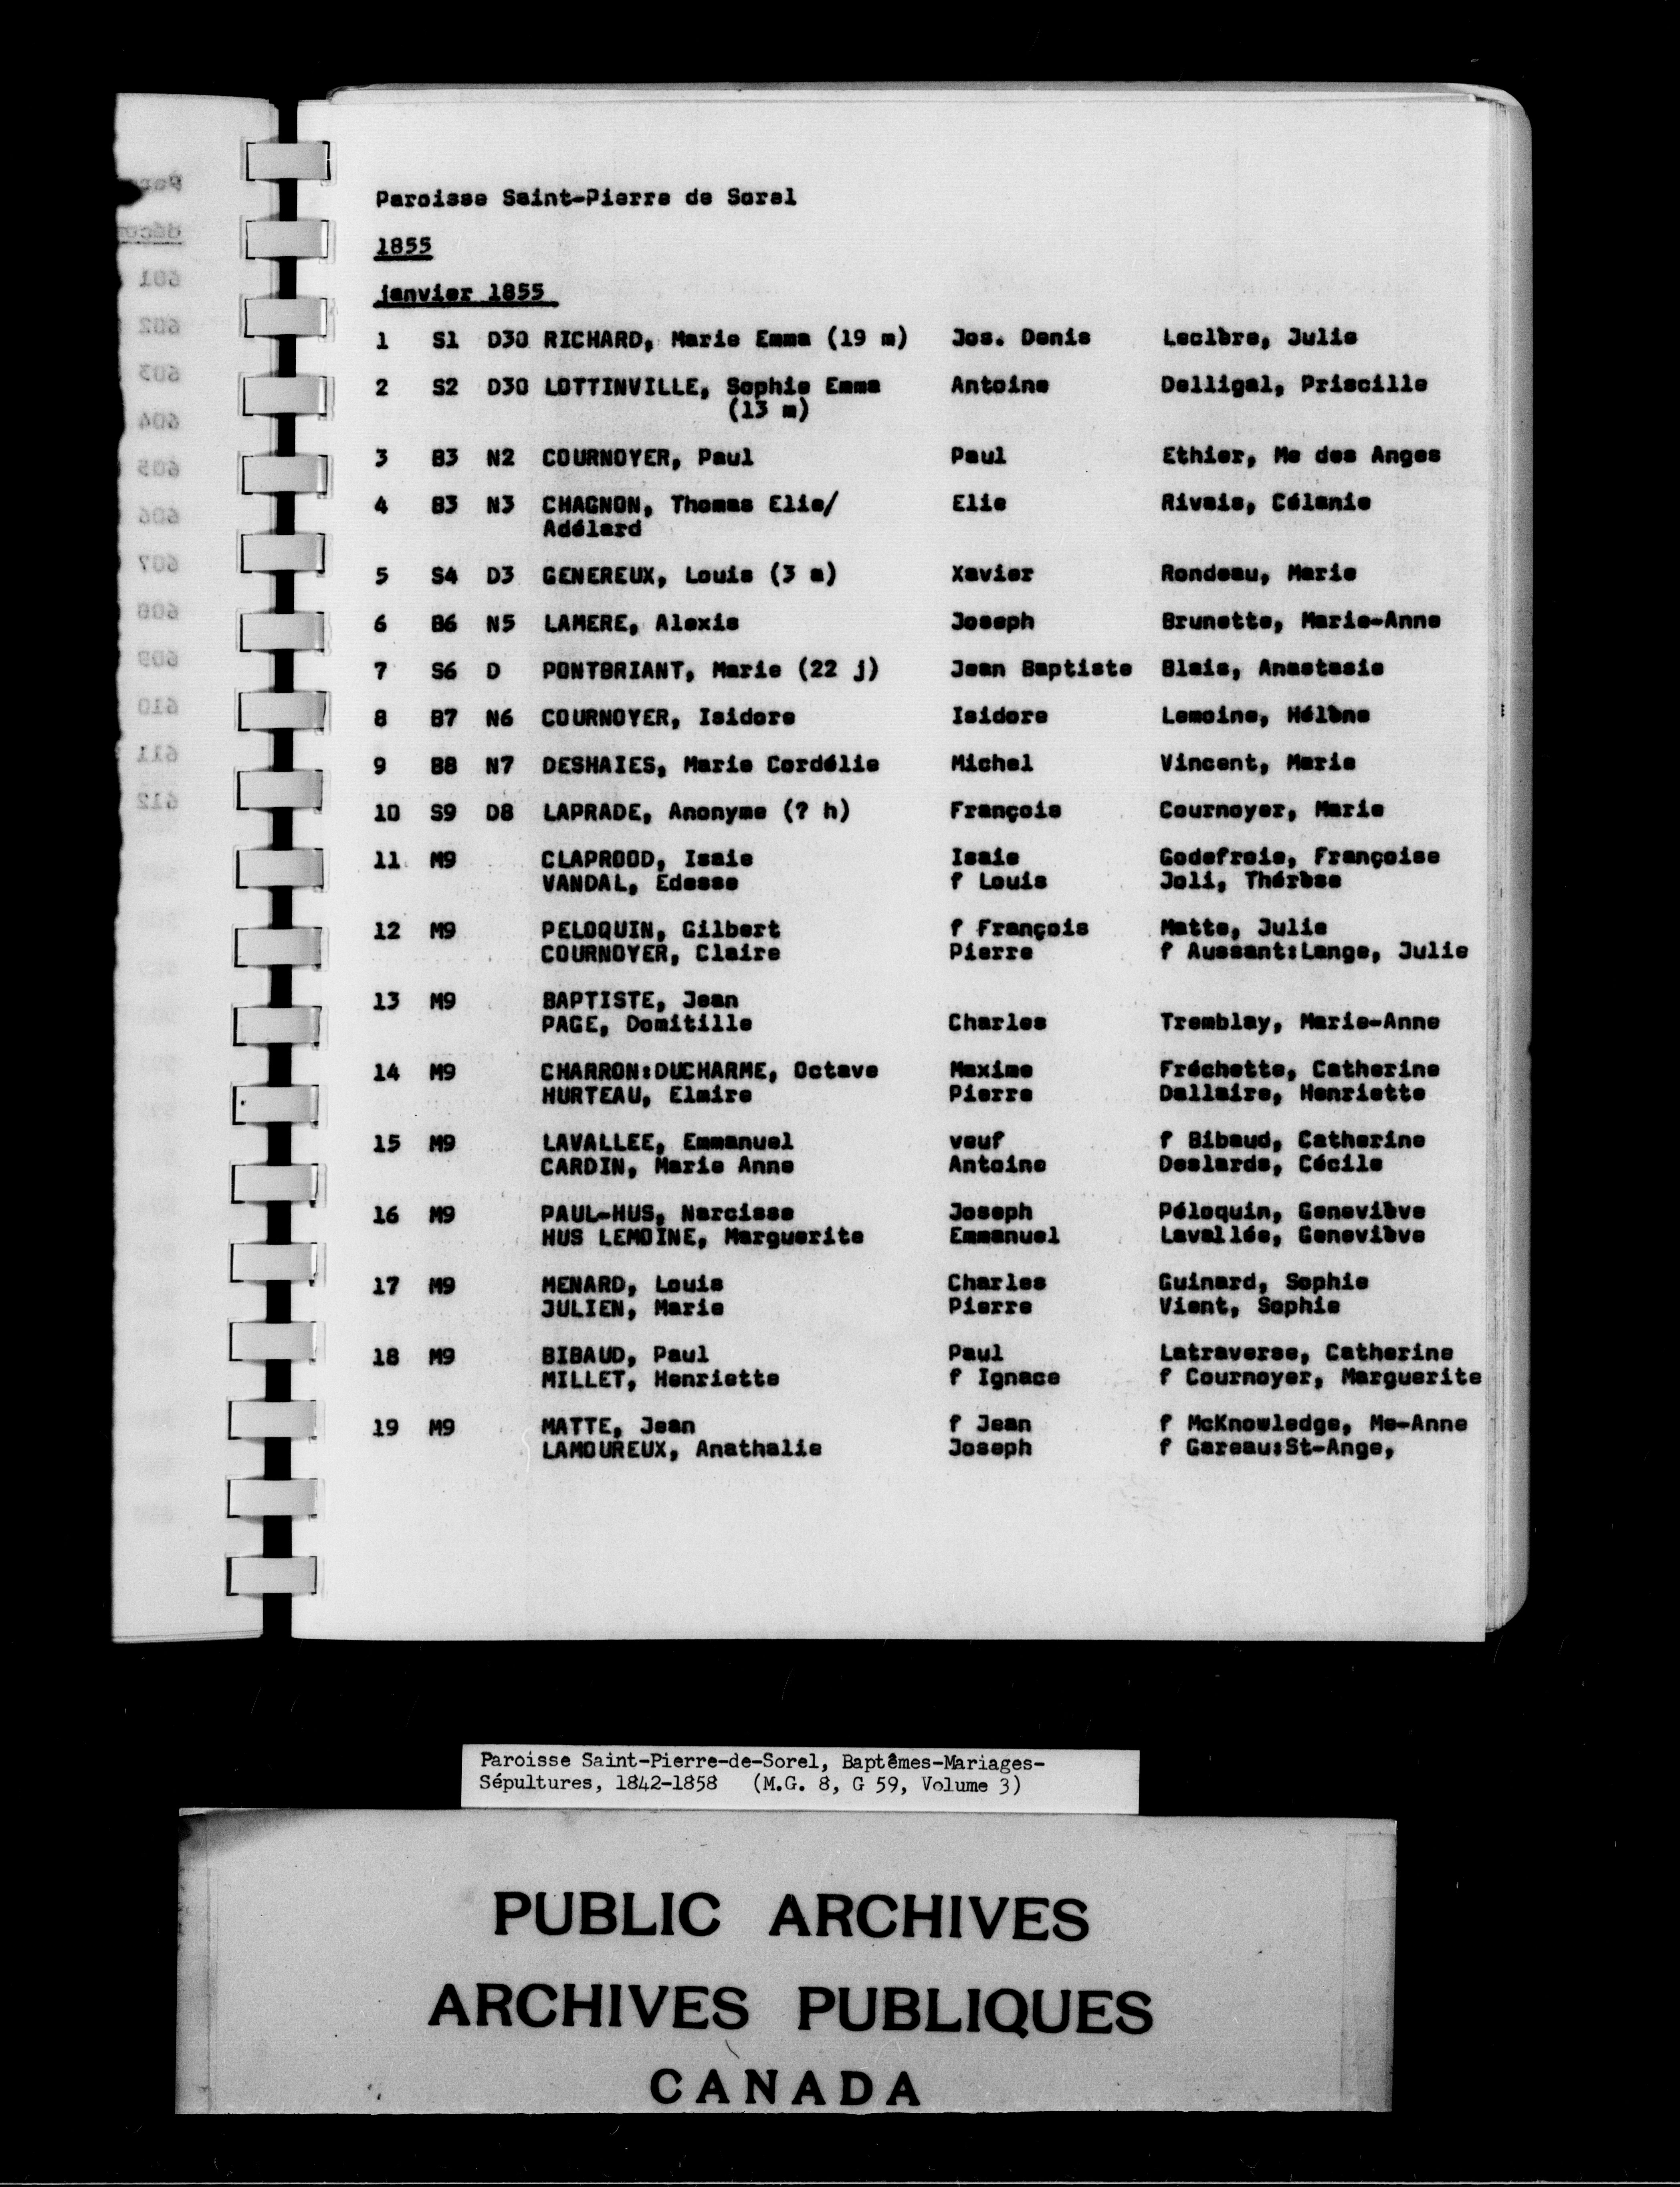 Paroisse Saint-Pierre de Sorel
1855
janvier 1855
1 S1 D30 RICHARD, Marie Emma (19 m) Jos. Denis Leclère, Julie
2 S2 D30 LOTTINVILLE, Sophie Emma Antoine Delligal, Priscille
(13 m)
3 B3 N2 COURNOYER, Paul Paul Ethier, Me des Anges
4 B3 N3 CHAGNON, Thomas Elie/ Elie Rivais, Célanie
Adélard
5 S4 D3 GENEREUX, Louis (3 a) Xavier Rondeau, Marie
6 B6 N5 LAMERE, Alexis Joseph Brunette, Marie-Anne
7 S6 D PONTBRIANT, Marie (22 j) Jean Baptiste Blais, Anastasie
8 B7 N6 COURNOYER, Isidore Isidore Lemoine, Hélène
9 B8 N7 DESHAIES, Marie Cordélie Michel Vincent, Marie
10 S9 D8 LAPRADE, Anonyme (? h) François Cournoyer, Marie
11 M9 CLAPROOD, Isaie Isaie Godefroie, Françoise
VANDAL, Edesse f Louis Joli, Thérèse
12 M9 PELOQUIN, Gilbert f François Matte, Julie
COURNOYER, Claire Pierre f Aussant:Lange, Julie
13 M9 BAPTISTE, Jean
PAGE, Domitille Charles Tremblay, Marie-Anne
14 M9 CHARRON:DUCHARME, Octave Maxime Fréchette, Catherine
HURTEAU, Elmire Pierre Dallaire, Henriette
15 M9 LAVALLEE, Emmanuel veuf f Bibaud, Catherine
CARDIN, Marie Anne Antoine Deslards, Cécile
16 M9 PAUL-HUS, Narcisse Joseph Péloquin, Geneviève
HUS LEMOINE, Marguerite Emmanuel Lavallée, Geneviève
17 M9 MENARD, Louis Charles Guinard, Sophie
JULIEN, Marie Pierre Vient, Sophie
18 M9 BIBAUD, Paul Paul Latraverse, Catherine
MILLET, Henriette f Ignace f Cournoyer, Marguerite
19 M9 MATTE, Jean f Jean f McKnowledge, Me-Anne
LAMOUREUX, Anathalie Joseph f Gareau:St-Ange,
Paroisse Saint-Pierre-de-Sorel, Baptêmes-Mariages-
Sépultures, 1842-1858 (M.G. 8, G 59, Volume 3)
PUBLIC ARCHIVES
ARCHIVES PUBLIQUES
CANADA